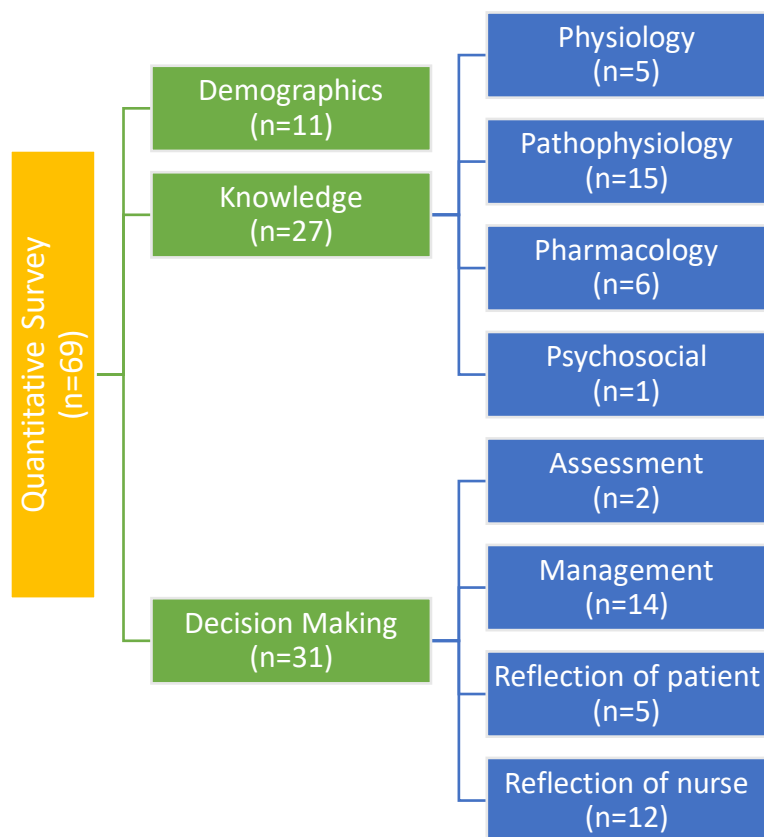 Quantitative Survey
(n=69)
Demographics
(n=11)
Knowledge
(n=27)
Decision Making
(n=31)
Physiology
(n=5)
Pathophysiology
(n=15)
Pharmacology
(n=6)
Psychosocial
(n=1)
Assessment
(n=2)
Management
(n=14)
Reflection of patient
(n=5)
Reflection of nurse
(n=12)